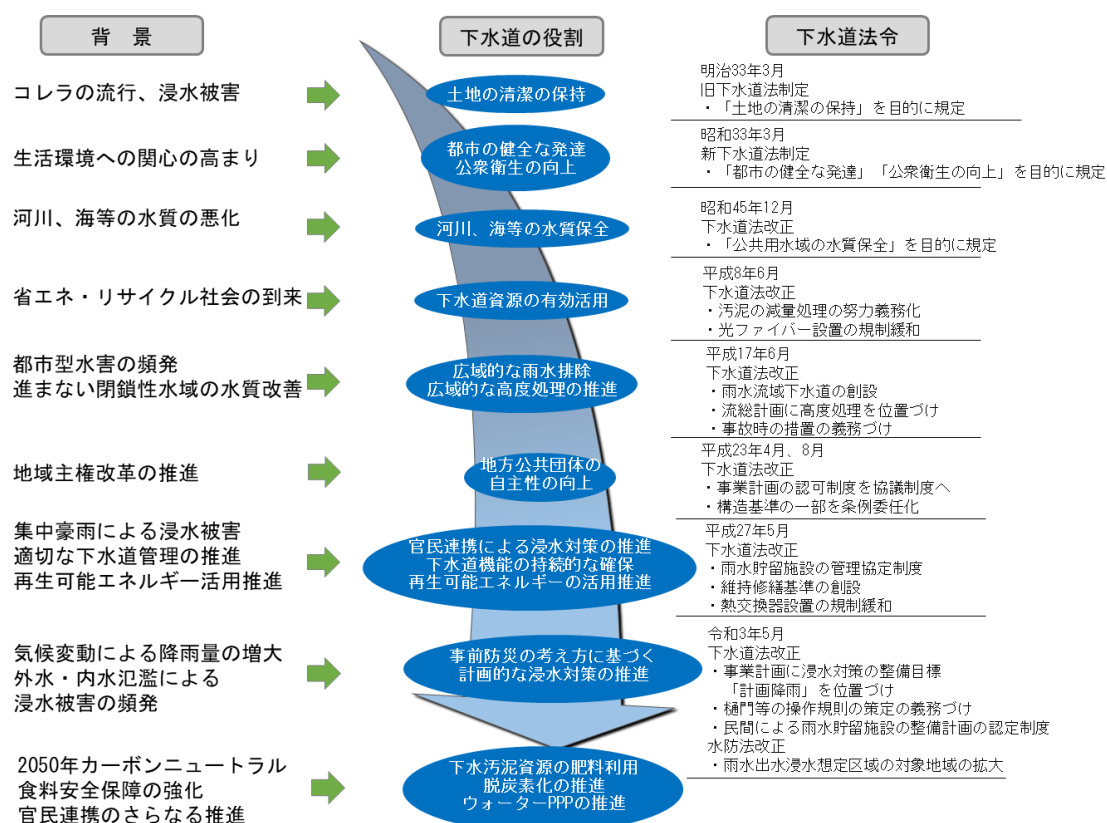 背　景
下水道の役割
下水道法令
コレラの流行、浸水被害
土地の清潔の保持
明治33年3月
旧下水道法制定
・「土地の清潔の保持」を目的に規定
生活環境への関心の高まり
都市の健全な発達
公衆衛生の向上
昭和33年3月
新下水道法制定
・「都市の健全な発達」「公衆衛生の向上」を目的に規定
河川、海等の水質の悪化
河川、海等の水質保全
昭和45年12月
下水道法改正
・「公共用水域の水質保全」を目的に規定
省エネ・リサイクル社会の到来
下水道資源の有効活用
平成8年6月
下水道法改正
・汚泥の減量処理の努力義務化
・光ファイバー設置の規制緩和
都市型水害の頻発
進まない閉鎖性水域の水質改善
広域的な雨水排除
広域的な高度処理の推進
平成17年6月
下水道法改正
・雨水流域下水道の創設
・流総計画に高度処理を位置づけ
・事故時の措置の義務づけ
地域主権改革の推進
地方公共団体の
自主性の向上
平成23年4月、8月
下水道法改正
・事業計画の認可制度を協議制度へ
・構造基準の一部を条例委任化
集中豪雨による浸水被害
適切な下水道管理の推進
再生可能エネルギー活用推進
官民連携による浸水対策の推進
下水道機能の持続的な確保
再生可能エネルギーの活用推進
平成27年5月
下水道法改正
・雨水貯留施設の管理協定制度
・維持修繕基準の創設
・熱交換器設置の規制緩和
気候変動による降雨量の増大
外水・内水氾濫による
浸水被害の頻発
事前防災の考え方に基づく
計画的な浸水対策の推進
令和3年5月
下水道法改正
・事業計画に浸水対策の整備目標
「計画降雨」を位置づけ
・樋門等の操作規則の策定の義務づけ
・民間による雨水貯留施設の整備計画の認定制度
水防法改正
・雨水出水浸水想定区域の対象地域の拡大
2050年カーボンニュートラル
食料安全保障の強化
官民連携のさらなる推進
下水汚泥資源の肥料利用
脱炭素化の推進
ウォーターPPPの推進